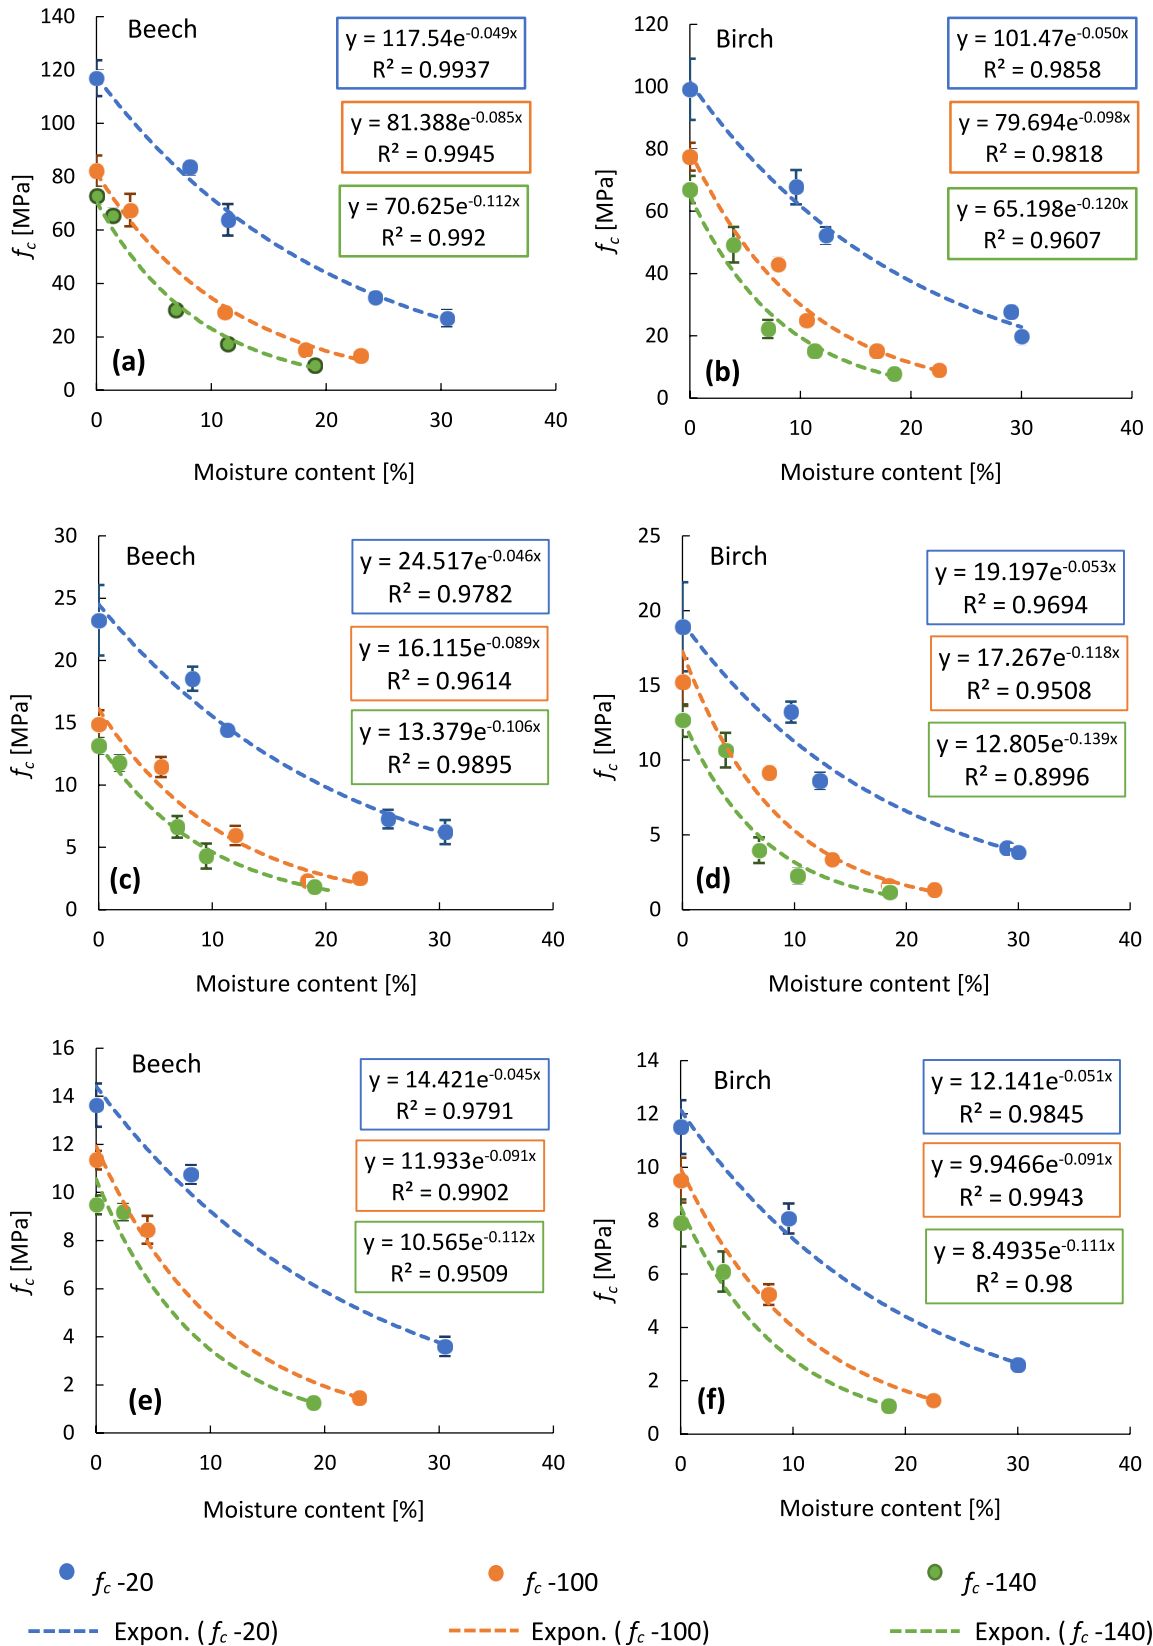 Beech
y = 117.54e^-0.049x
R² = 0.9937
y = 81.388e^-0.085x
R² = 0.9945
y = 70.625e^-0.112x
R² = 0.992
140
120
100
80
60
40
20
0
fc [MPa]
(a)
0 10 20 30 40
Moisture content [%]
Birch
y = 101.47e^-0.050x
R² = 0.9858
y = 79.694e^-0.098x
R² = 0.9818
y = 65.198e^-0.120x
R² = 0.9607
120
100
80
60
40
20
0
fc [MPa]
(b)
0 10 20 30 40
Moisture content [%]
Beech
y = 24.517e^-0.046x
R² = 0.9782
y = 16.115e^-0.089x
R² = 0.9614
y = 13.379e^-0.106x
R² = 0.9895
30
25
20
15
10
5
0
fc [MPa]
(c)
0 10 20 30 40
Moisture content [%]
Birch
y = 19.197e^-0.053x
R² = 0.9694
y = 17.267e^-0.118x
R² = 0.9508
y = 12.805e^-0.139x
R² = 0.8996
25
20
15
10
5
0
fc [MPa]
(d)
0 10 20 30 40
Moisture content [%]
Beech
y = 14.421e^-0.045x
R² = 0.9791
y = 11.933e^-0.091x
R² = 0.9902
y = 10.565e^-0.112x
R² = 0.9509
16
14
12
10
8
6
4
2
0
fc [MPa]
(e)
0 10 20 30 40
Moisture content [%]
Birch
y = 12.141e^-0.051x
R² = 0.9845
y = 9.9466e^-0.091x
R² = 0.9943
y = 8.4935e^-0.111x
R² = 0.98
14
12
10
8
6
4
2
0
fc [MPa]
(f)
0 10 20 30 40
Moisture content [%]
fc -20 fc -100 fc -140
Expon. ( fc -20) Expon. ( fc -100) Expon. ( fc -140)